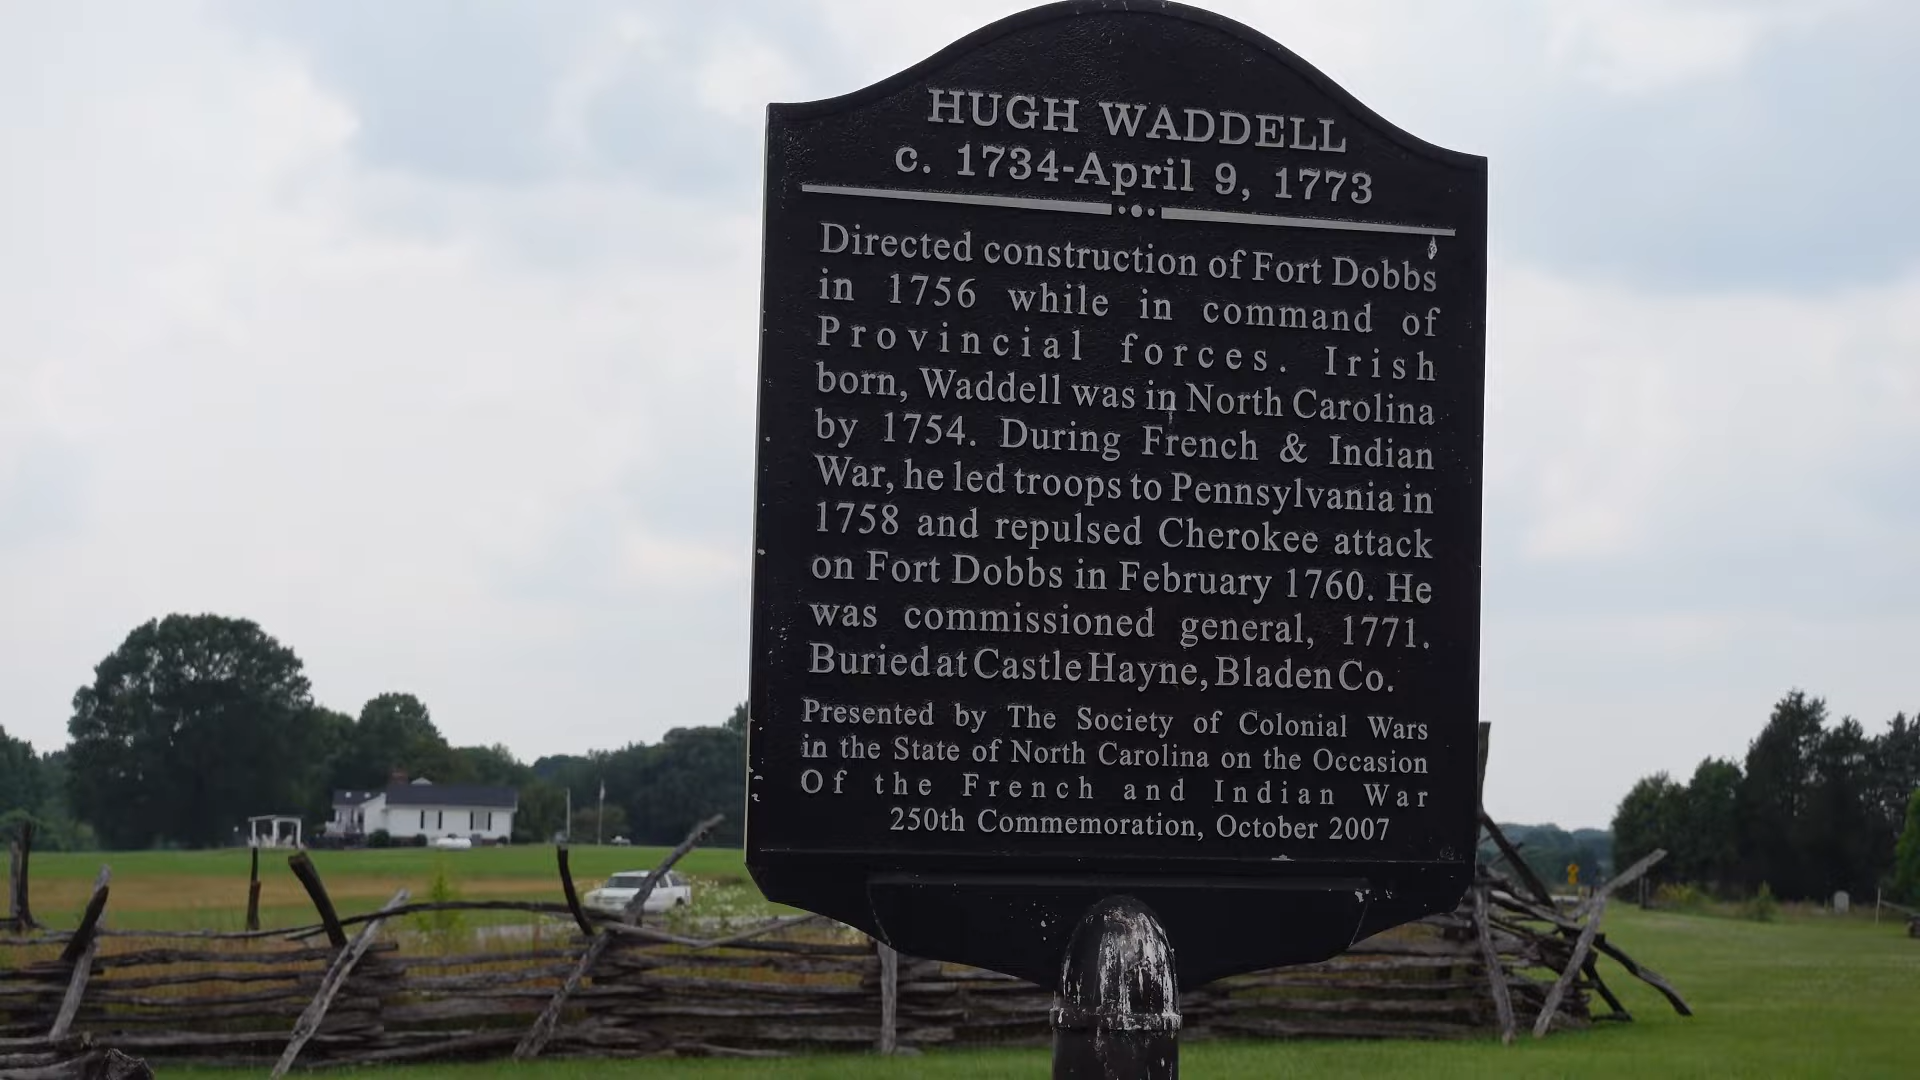 HUGH WADDELL
c. 1734-April 9, 1773
Directed construction of Fort Dobbs
in 1756 while in command of
Provincial forces. Irish
born, Waddell was in North Carolina
by 1754. During French & Indian
War, he led troops to Pennsylvania in
1758 and repulsed Cherokee attack
on Fort Dobbs in February 1760. He
was commissioned general, 1771.
Buried at Castle Hayne, Bladen Co.
Presented by The Society of Colonial Wars
in the State of North Carolina on the Occasion
Of the French and Indian War
250th Commemoration, October 2007